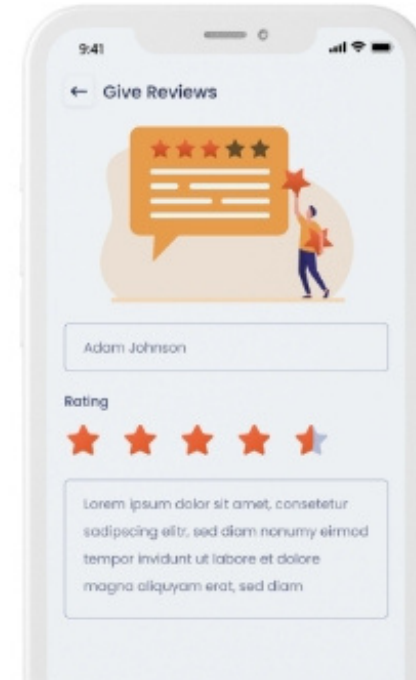 9:41
← Give Reviews
Adam Johnson
Rating
Lorem ipsum dolor sit amet, consetetur
sadipscing elitr, sed diam nonumy eirmod
tempor invidunt ut labore et dolore
magna aliquyam erat, sed diam